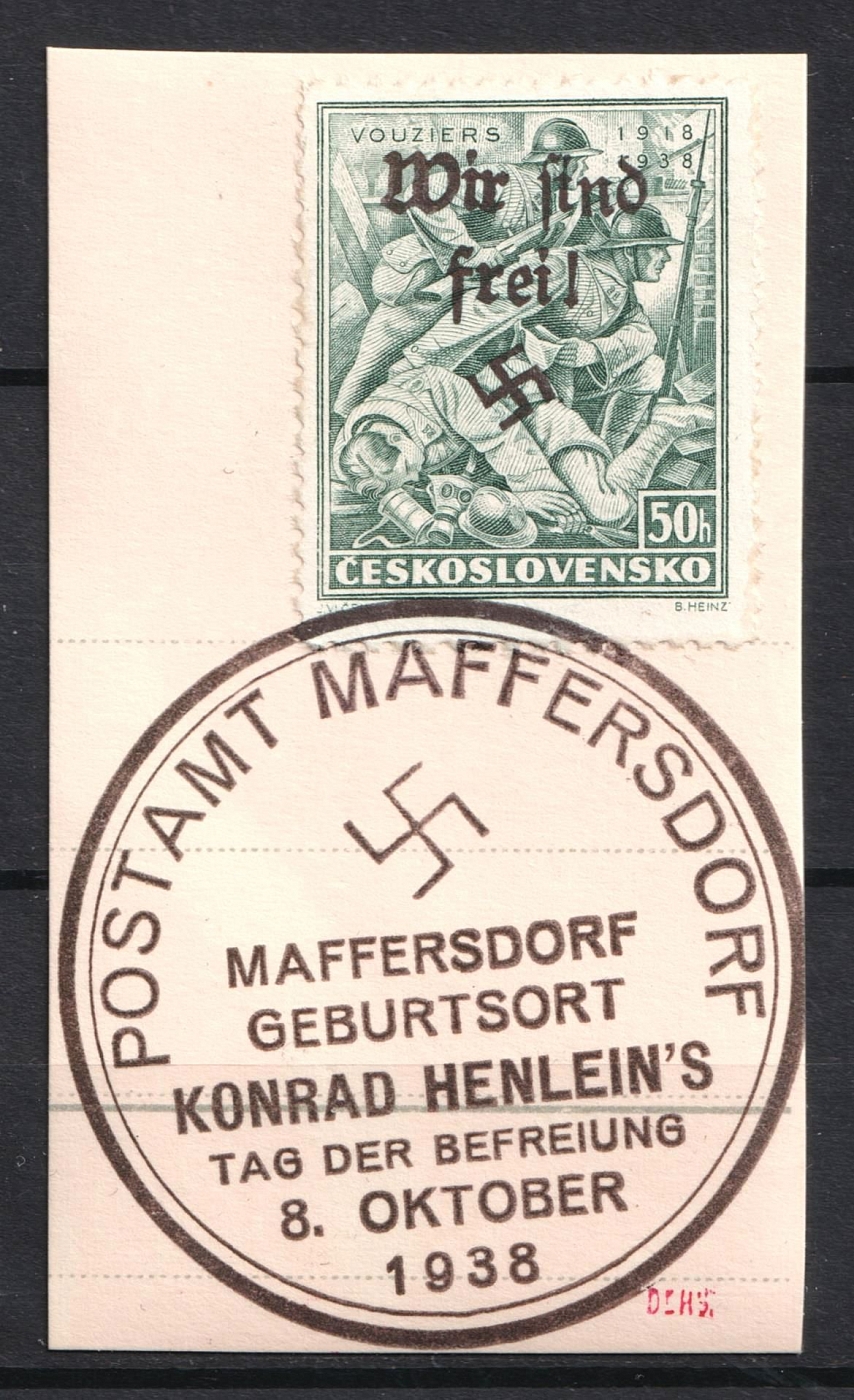 VOUZIERS 1918
1938
Wir sind
frei!
50h
ČESKOSLOVENSKO
B. HEINZ
POSTAMT MAFFERSDORF
MAFFERSDORF
GEBURTSORT
KONRAD HENLEIN'S
TAG DER BEFREIUNG
8. OKTOBER
1938